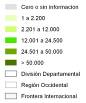 Cero o sin informacion
1 a 2.200
2.201 a 12.000
12.001 a 24.500
24.501 a 50.000
> 50.000
División Departamental
Región Occidental
Frontera Internacional